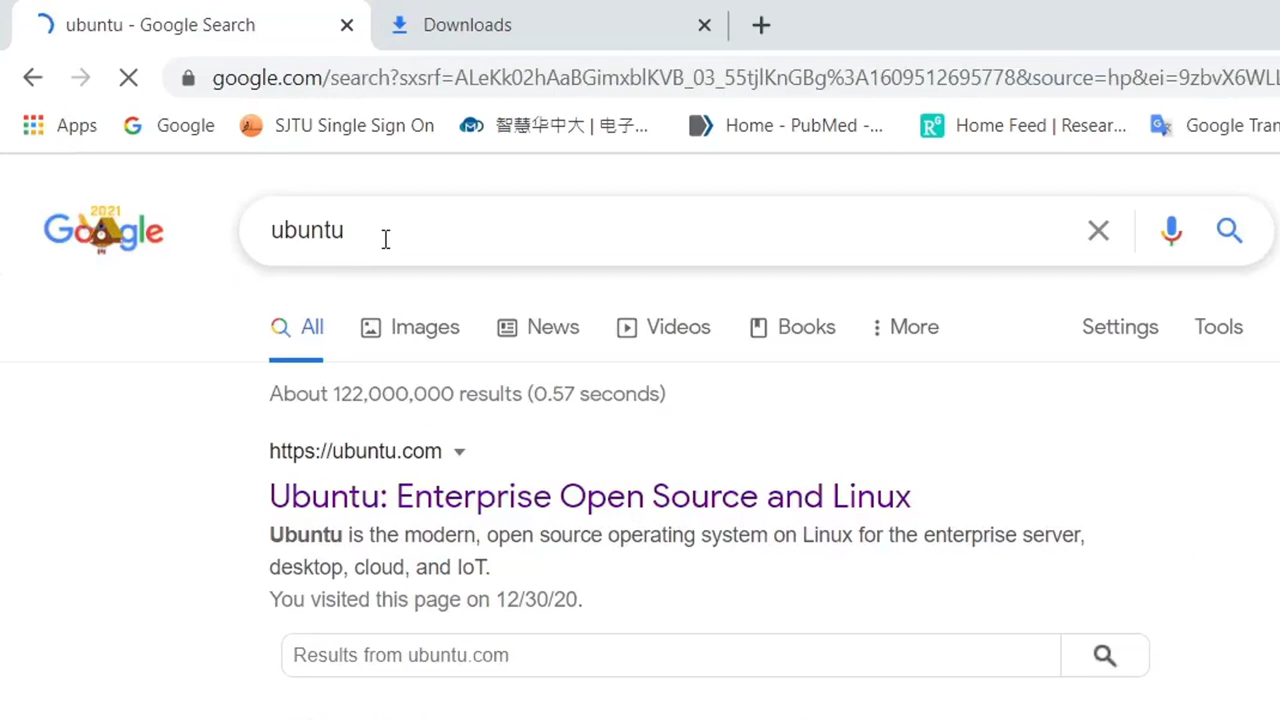 ubuntu - Google Search
Downloads
google.com/search?sxsrf=ALeKk02hAaBGimxblKVB_03_55tjlKnGBg%3A1609512695778&source=hp&ei=9zbvX6WLL
Apps
Google
SJTU Single Sign On
智慧华中大 | 电子...
Home - PubMed -...
Home Feed | Resear...
Google Tran
2021
Google
ubuntu
All
Images
News
Videos
Books
More
Settings
Tools
About 122,000,000 results (0.57 seconds)
https://ubuntu.com
Ubuntu: Enterprise Open Source and Linux
Ubuntu is the modern, open source operating system on Linux for the enterprise server,
desktop, cloud, and IoT.
You visited this page on 12/30/20.
Results from ubuntu.com